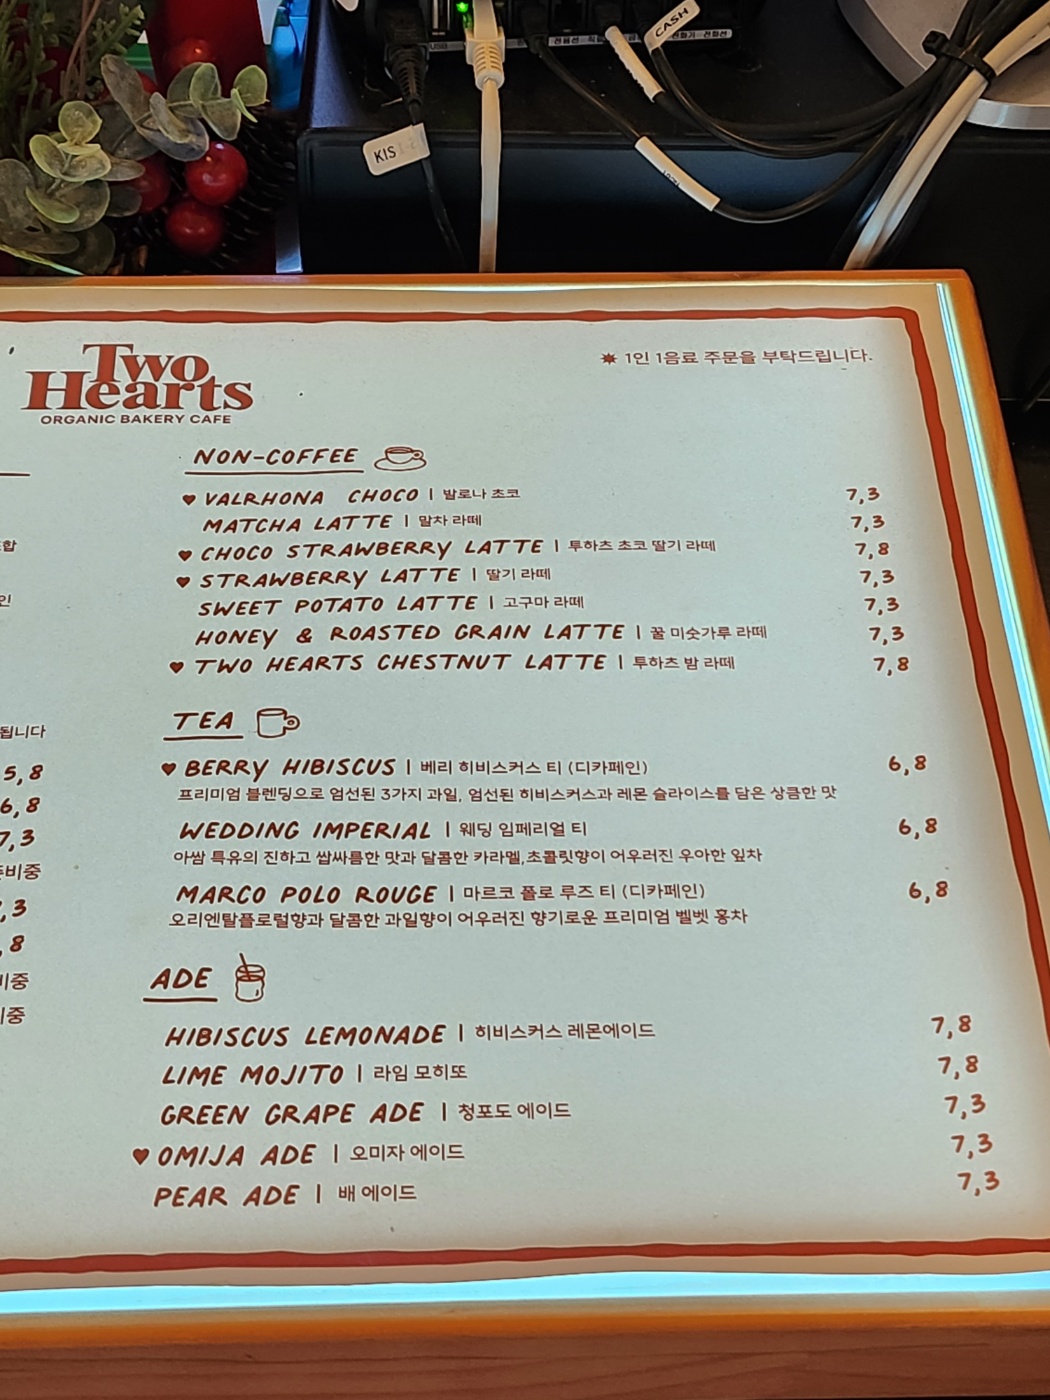 CASH
KIS
USB
Two
Hearts
ORGANIC BAKERY CAFE
✷ 1인 1음료 주문을 부탁드립니다.
합
인
됩니다
5,8
6,8
7,3
준비중
,3
,8
비중
비중
NON-COFFEE
♥ VALRHONA CHOCO | 발로나 초코 7,3
MATCHA LATTE | 말차 라떼 7,3
♥ CHOCO STRAWBERRY LATTE | 투하츠 초코 딸기 라떼 7,8
♥ STRAWBERRY LATTE | 딸기 라떼 7,3
SWEET POTATO LATTE | 고구마 라떼 7,3
HONEY & ROASTED GRAIN LATTE | 꿀 미숫가루 라떼 7,3
♥ TWO HEARTS CHESTNUT LATTE | 투하츠 밤 라떼 7,8
TEA
♥ BERRY HIBISCUS | 베리 히비스커스 티 (디카페인) 6,8
프리미엄 블렌딩으로 엄선된 3가지 과일, 엄선된 히비스커스과 레몬 슬라이스를 담은 상큼한 맛
WEDDING IMPERIAL | 웨딩 임페리얼 티 6,8
아쌈 특유의 진하고 쌉싸름한 맛과 달콤한 카라멜,초콜릿향이 어우러진 우아한 잎차
MARCO POLO ROUGE | 마르코 폴로 루즈 티 (디카페인) 6,8
오리엔탈플로럴향과 달콤한 과일향이 어우러진 향기로운 프리미엄 벨벳 홍차
ADE
HIBISCUS LEMONADE | 히비스커스 레몬에이드 7,8
LIME MOJITO | 라임 모히또 7,8
GREEN GRAPE ADE | 청포도 에이드 7,3
♥ OMIJA ADE | 오미자 에이드 7,3
PEAR ADE | 배 에이드 7,3